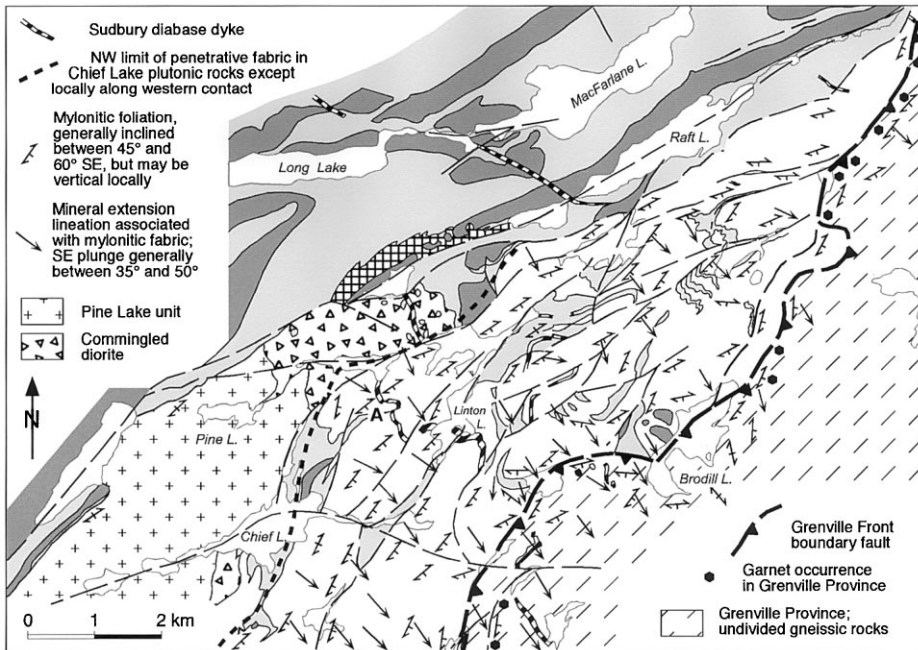 Sudbury diabase dyke
NW limit of penetrative fabric in
Chief Lake plutonic rocks except
locally along western contact
Mylonitic foliation,
generally inclined
between 45° and
60° SE, but may be
vertical locally
Mineral extension
lineation associated
with mylonitic fabric;
SE plunge generally
between 35° and 50°
Pine Lake unit
Commingled
diorite
N
0 1 2 km
MacFarlane L.
Long Lake
Raft L.
A
Linton
L.
Pine L.
Chief L.
Brodill L.
Grenville Front
boundary fault
Garnet occurrence
in Grenville Province
Grenville Province;
undivided gneissic rocks